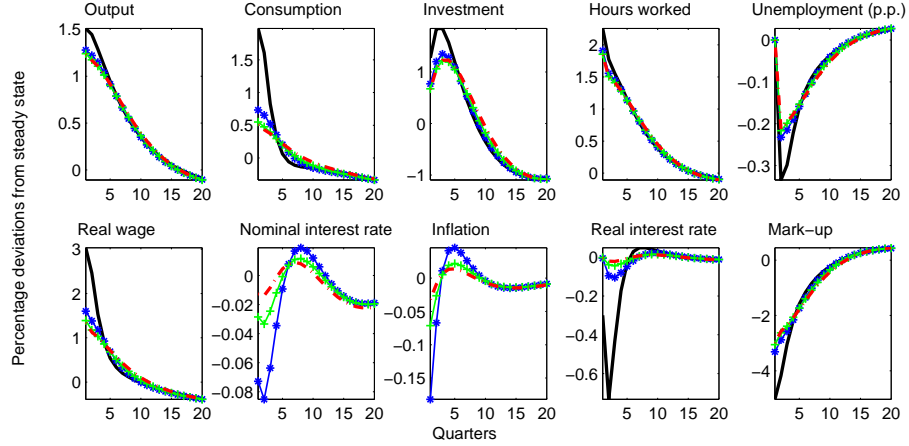 Output
Consumption
Investment
Hours worked
Unemployment (p.p.)
1.5
1
0.5
0
5 10 15 20
2
1.5
1
0.5
0
5 10 15 20
2
1
0
−1
5 10 15 20
2
1.5
1
0.5
0
5 10 15 20
0
−0.1
−0.2
−0.3
5 10 15 20
Real wage
Nominal interest rate
Inflation
Real interest rate
Mark−up
3
2
1
0
5 10 15 20
0
−0.02
−0.04
−0.06
−0.08
5 10 15 20
0
−0.05
−0.1
−0.15
5 10 15 20
0
−0.2
−0.4
−0.6
5 10 15 20
0
−2
−4
5 10 15 20
Percentage deviations from steady state
Quarters